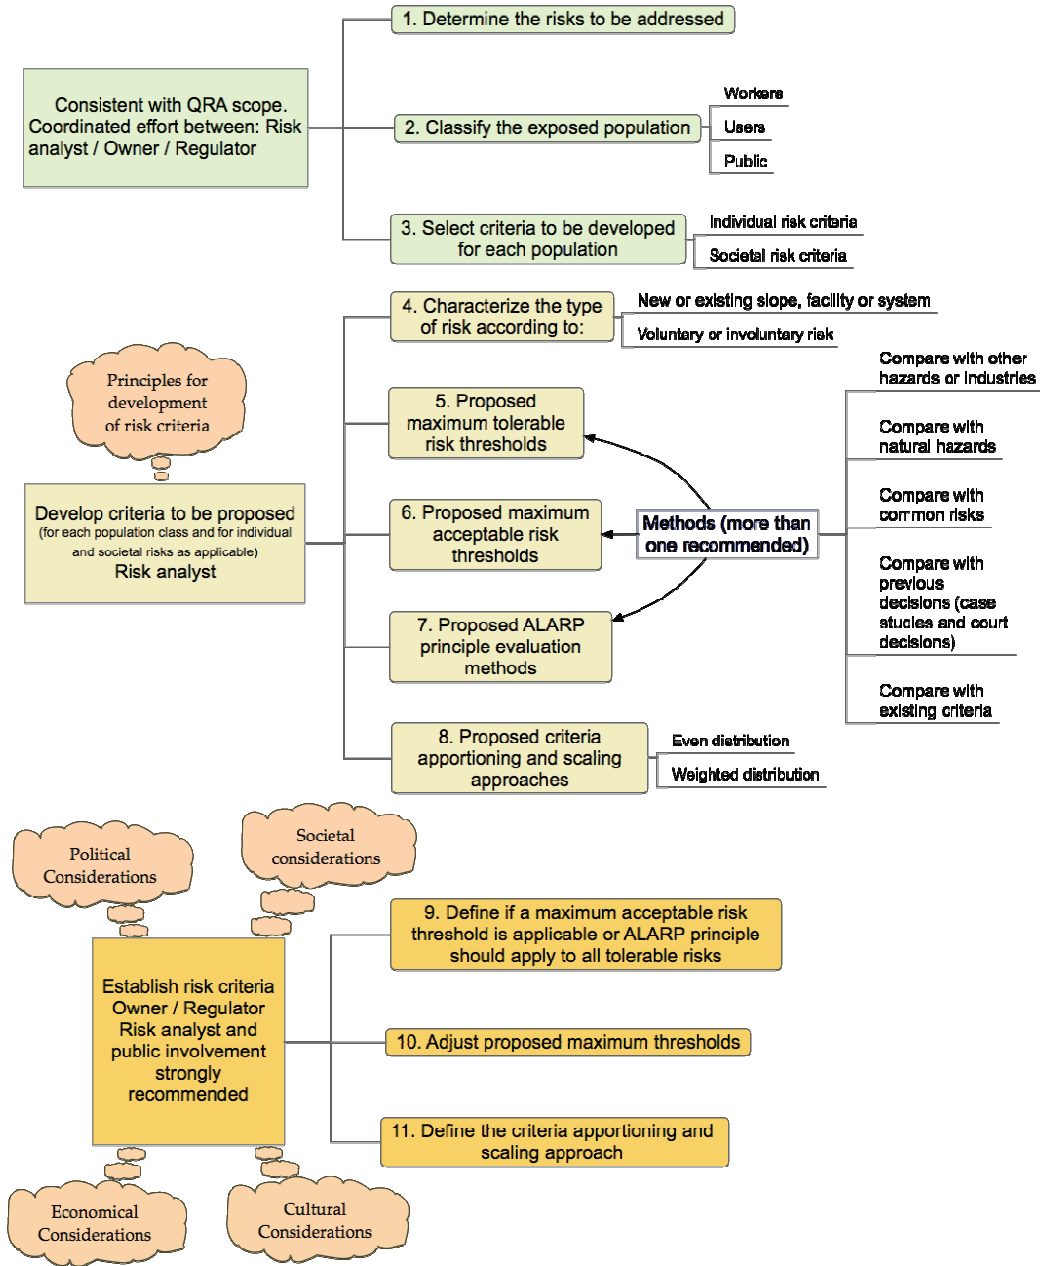 1. Determine the risks to be addressed
Consistent with QRA scope.
Coordinated effort between: Risk
analyst / Owner / Regulator
2. Classify the exposed population
Workers
Users
Public
3. Select criteria to be developed
for each population
Individual risk criteria
Societal risk criteria
4. Characterize the type
of risk according to:
New or existing slope, facility or system
Voluntary or involuntary risk
Principles for
development
of risk criteria
Develop criteria to be proposed
(for each population class and for individual
and societal risks as applicable)
Risk analyst
5. Proposed
maximum tolerable
risk thresholds
6. Proposed maximum
acceptable risk
thresholds
7. Proposed ALARP
principle evaluation
methods
Methods (more than
one recommended)
Compare with other
hazards or industries
Compare with
natural hazards
Compare with
common risks
Compare with
previous
decisions (case
studies and court
decisions)
Compare with
existing criteria
8. Proposed criteria
apportioning and scaling
approaches
Even distribution
Weighted distribution
Political
Considerations
Societal
considerations
Establish risk criteria
Owner / Regulator
Risk analyst and
public involvement
strongly
recommended
9. Define if a maximum acceptable risk
threshold is applicable or ALARP principle
should apply to all tolerable risks
10. Adjust proposed maximum thresholds
11. Define the criteria apportioning and
scaling approach
Economical
Considerations
Cultural
Considerations